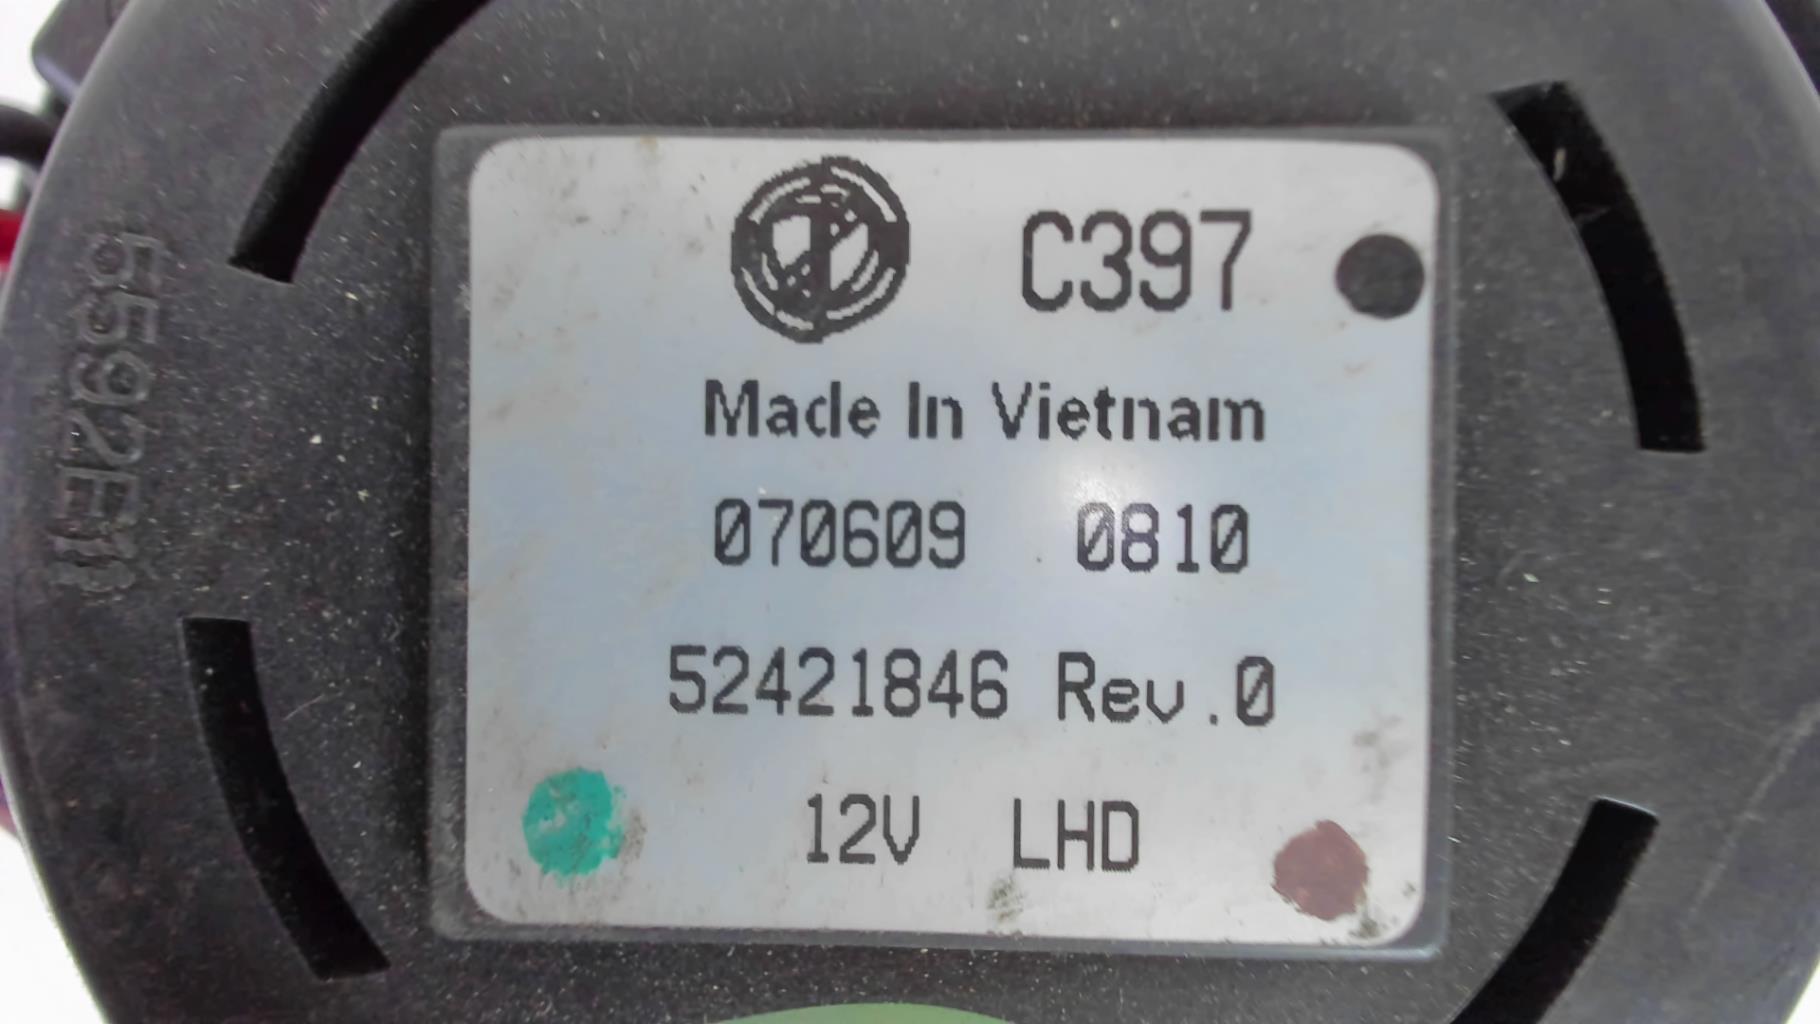 C397
Made In Vietnam
070609 0810
52421846 Rev.0
12V LHD